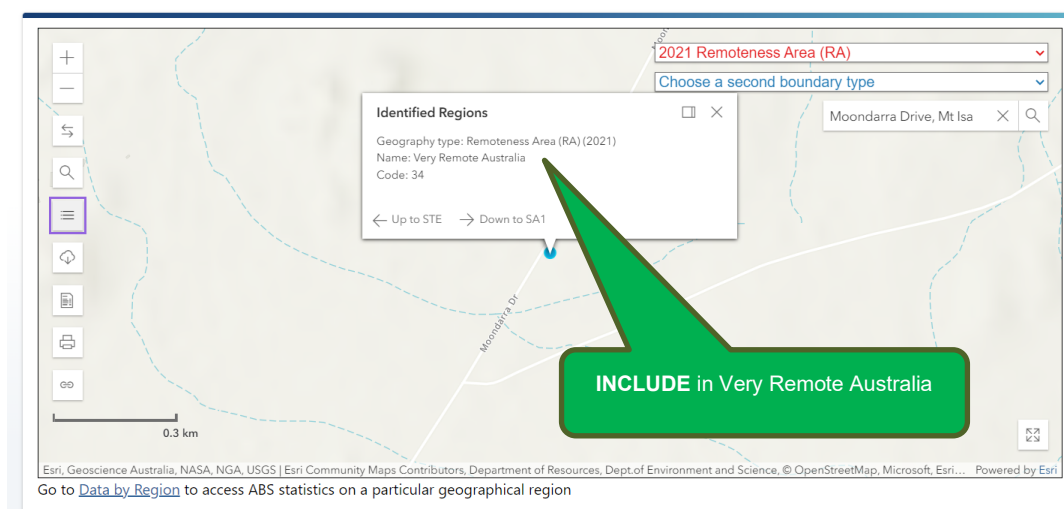 Moon
2021 Remoteness Area (RA)
Choose a second boundary type
Identified Regions
Moondarra Drive, Mt Isa
Geography type: Remoteness Area (RA) (2021)
Name: Very Remote Australia
Code: 34
Up to STE
Down to SA1
Moondarra Dr
INCLUDE in Very Remote Australia
0.3 km
Esri, Geoscience Australia, NASA, NGA, USGS | Esri Community Maps Contributors, Department of Resources, Dept.of Environment and Science, © OpenStreetMap, Microsoft, Esri... Powered by Esri
Go to Data by Region to access ABS statistics on a particular geographical region